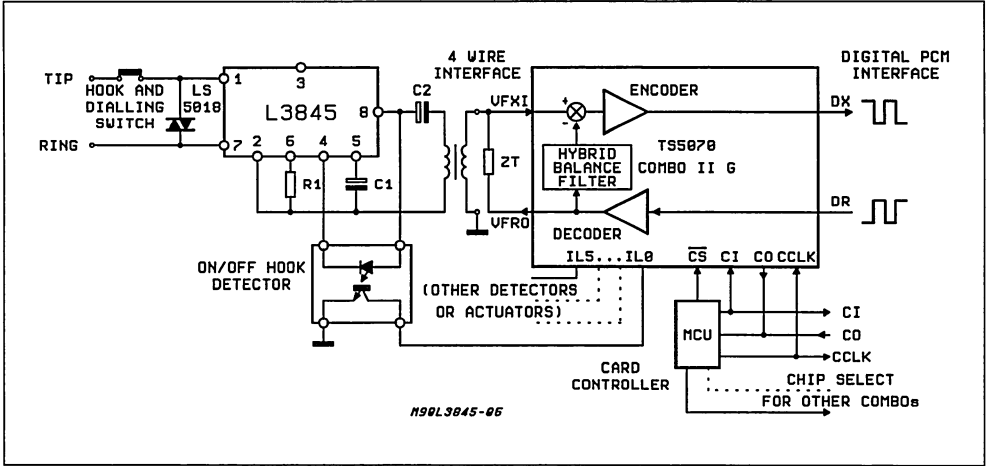 4 WIRE
INTERFACE
DIGITAL PCM
INTERFACE
TIP
HOOK AND
DIALLING
SWITCH
LS
5018
RING
1
3
L3845
8
7
2
6
4
5
R1
C1
C2
ZT
VFXI
VFRO
+
-
ENCODER
HYBRID
BALANCE
FILTER
TS5070
COMBO II G
DECODER
DX
DR
IL5...IL0
CS
CI
CO
CCLK
ON/OFF HOOK
DETECTOR
(OTHER DETECTORS
OR ACTUATORS)
MCU
CI
CO
CCLK
CARD
CONTROLLER
CHIP SELECT
FOR OTHER COMBOs
M90L3845-06